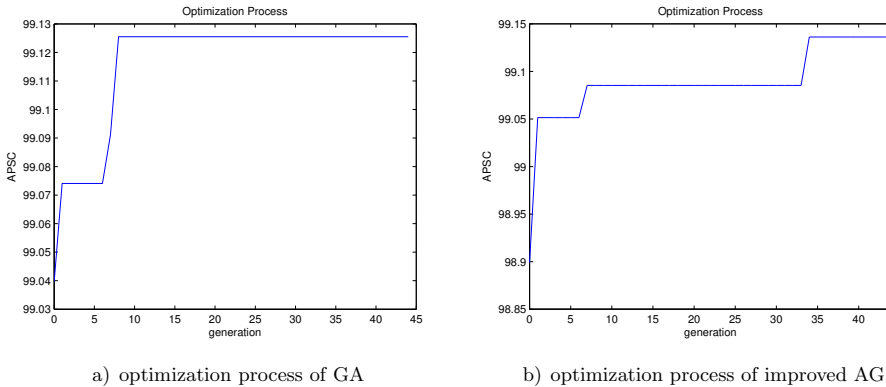 Optimization Process
99.13
99.12
99.11
99.1
99.09
99.08
99.07
99.06
99.05
99.04
99.03
APSC
0 5 10 15 20 25 30 35 40 45
generation
a) optimization process of GA
Optimization Process
99.15
99.1
99.05
99
98.95
98.9
98.85
APSC
0 5 10 15 20 25 30 35 40
generation
b) optimization process of improved AG